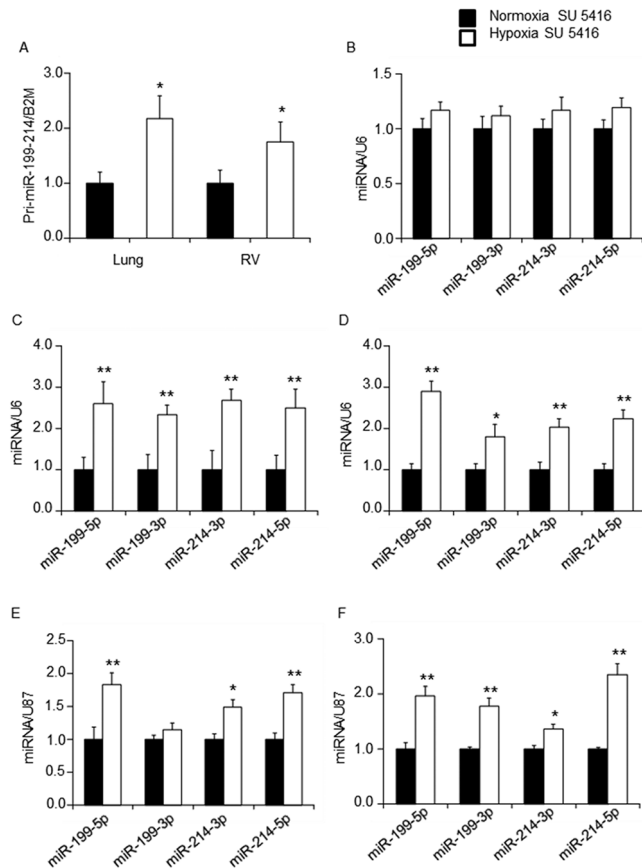 Normoxia SU 5416
Hypoxia SU 5416
A
Pri-miR-199-214/B2M
3.0
2.0
1.0
0.0
*
*
Lung
RV
B
miRNA/U6
1.5
1.0
0.5
0.0
miR-199-5p
miR-199-3p
miR-214-3p
miR-214-5p
C
miRNA/U6
4.0
3.0
2.0
1.0
0.0
**
**
**
**
miR-199-5p
miR-199-3p
miR-214-3p
miR-214-5p
D
miRNA/U6
4.0
3.0
2.0
1.0
0.0
**
*
**
**
miR-199-5p
miR-199-3p
miR-214-3p
miR-214-5p
E
miRNA/U87
2.5
2.0
1.5
1.0
0.5
0.0
**
*
**
miR-199-5p
miR-199-3p
miR-214-3p
miR-214-5p
F
miRNA/U87
3.0
2.0
1.0
0.0
**
**
*
**
miR-199-5p
miR-199-3p
miR-214-3p
miR-214-5p